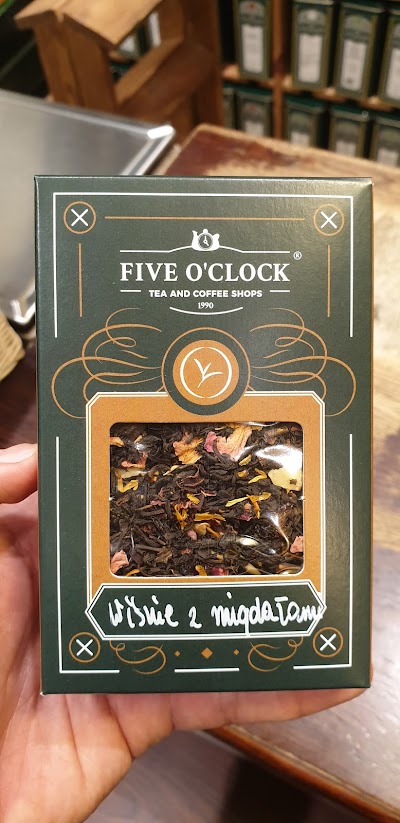 FIVE O'CLOCK®
TEA AND COFFEE SHOPS
1990
Wiśnie z migdałami